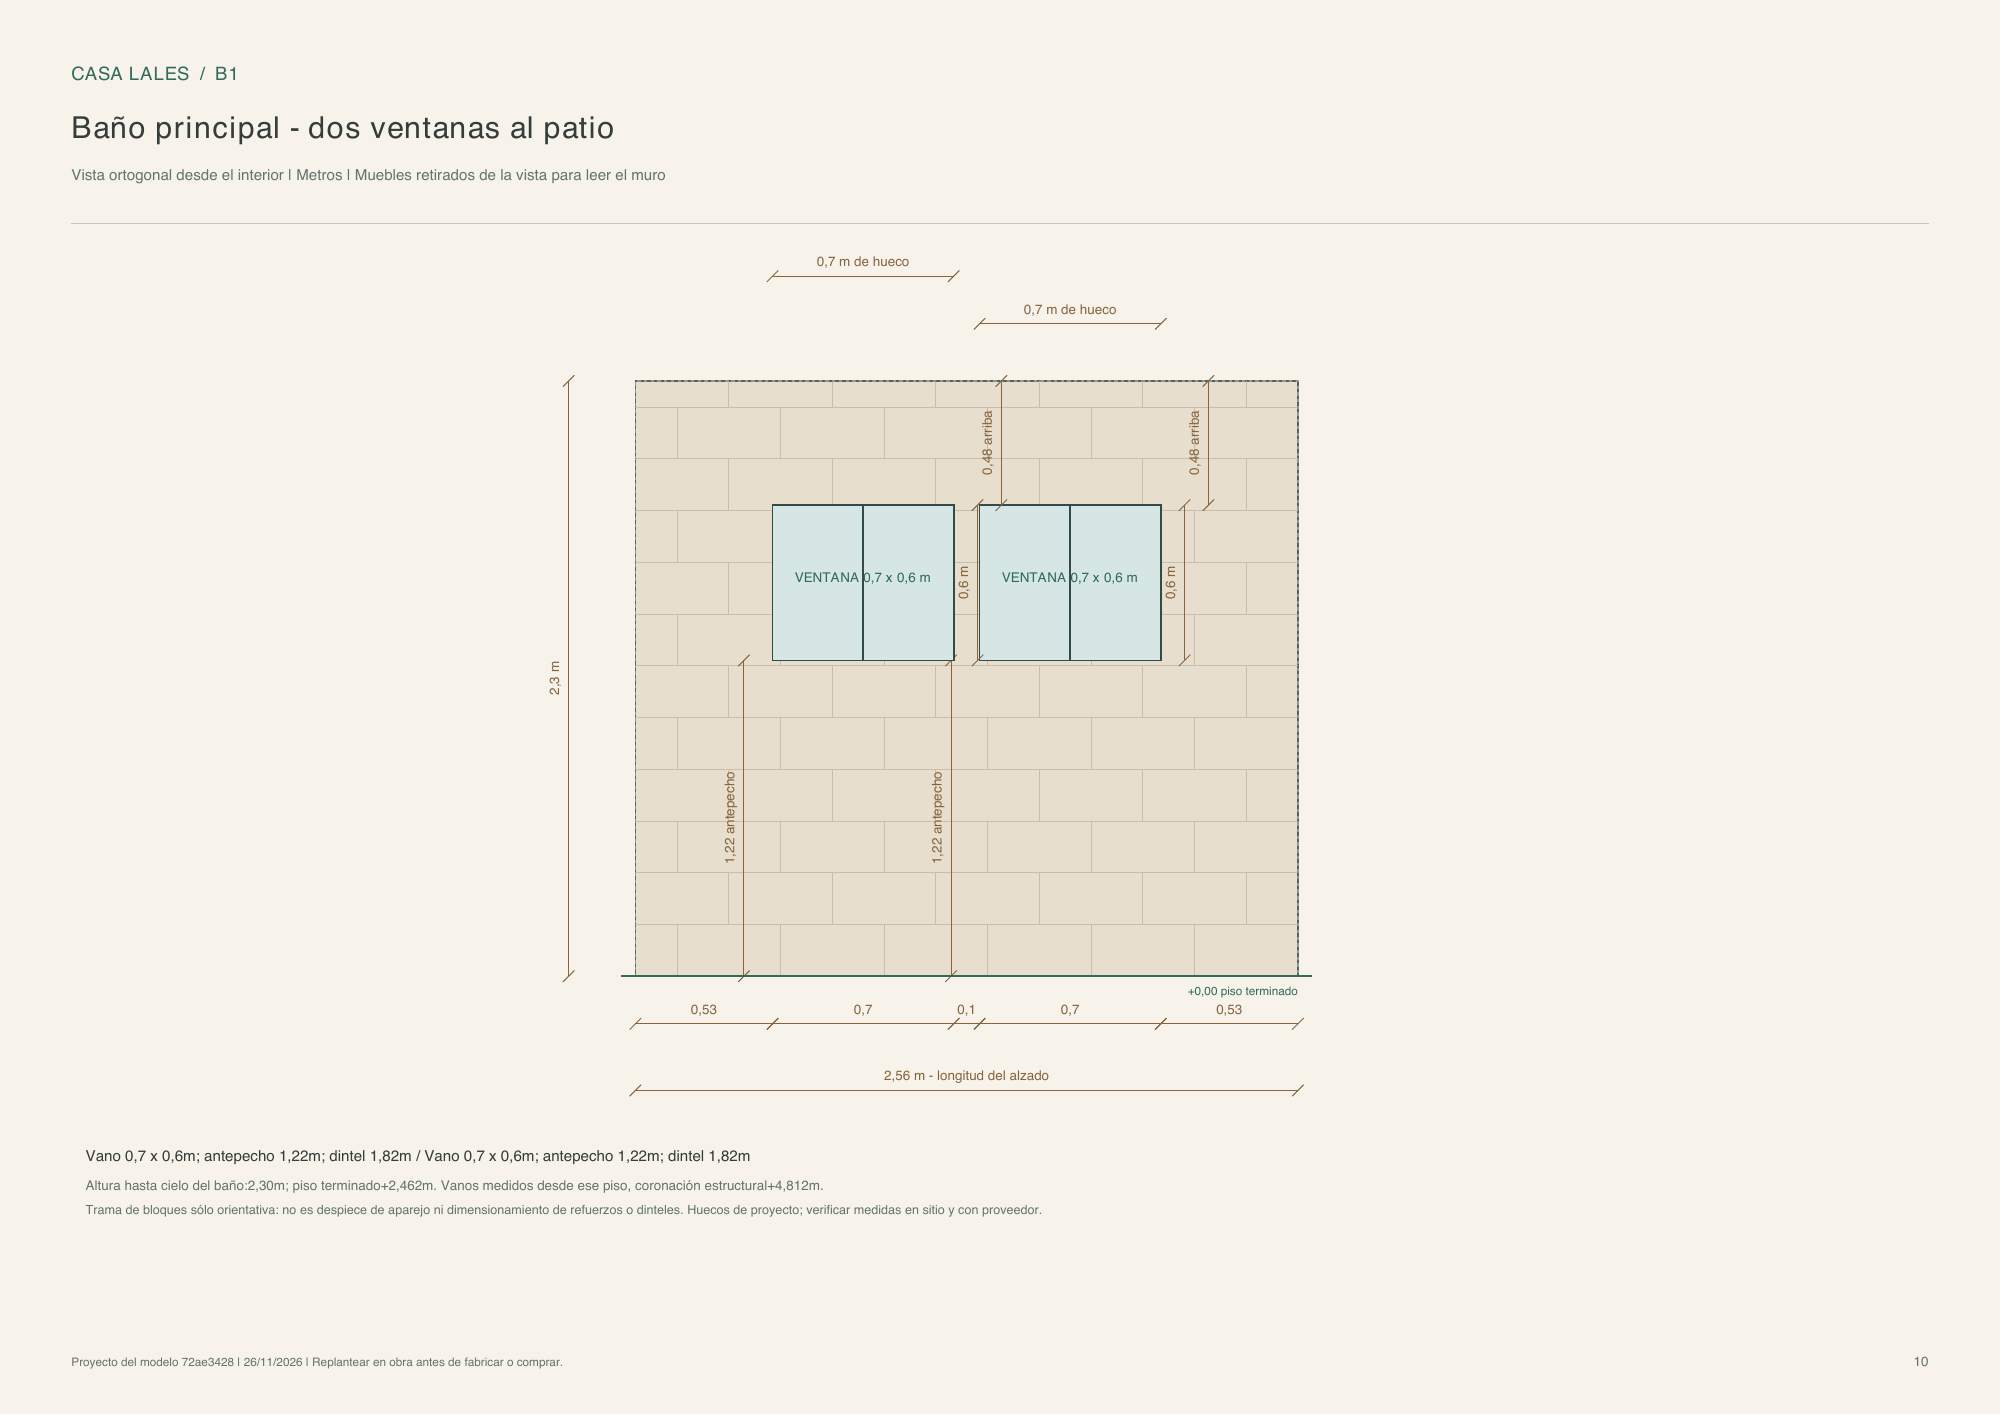 CASA LALES / B1
Baño principal - dos ventanas al patio
Vista ortogonal desde el interior | Metros | Muebles retirados de la vista para leer el muro
0,7 m de hueco
0,7 m de hueco
0,48 arriba
0,48 arriba
VENTANA 0,7 x 0,6 m
0,6 m
VENTANA 0,7 x 0,6 m
0,6 m
2,3 m
1,22 antepecho
1,22 antepecho
+0,00 piso terminado
0,53
0,7
0,1
0,7
0,53
2,56 m - longitud del alzado
Vano 0,7 x 0,6m; antepecho 1,22m; dintel 1,82m / Vano 0,7 x 0,6m; antepecho 1,22m; dintel 1,82m
Altura hasta cielo del baño:2,30m; piso terminado+2,462m. Vanos medidos desde ese piso, coronación estructural+4,812m.
Trama de bloques sólo orientativa: no es despiece de aparejo ni dimensionamiento de refuerzos o dinteles. Huecos de proyecto; verificar medidas en sitio y con proveedor.
Proyecto del modelo 72ae3428 | 26/11/2026 | Replantear en obra antes de fabricar o comprar.
10